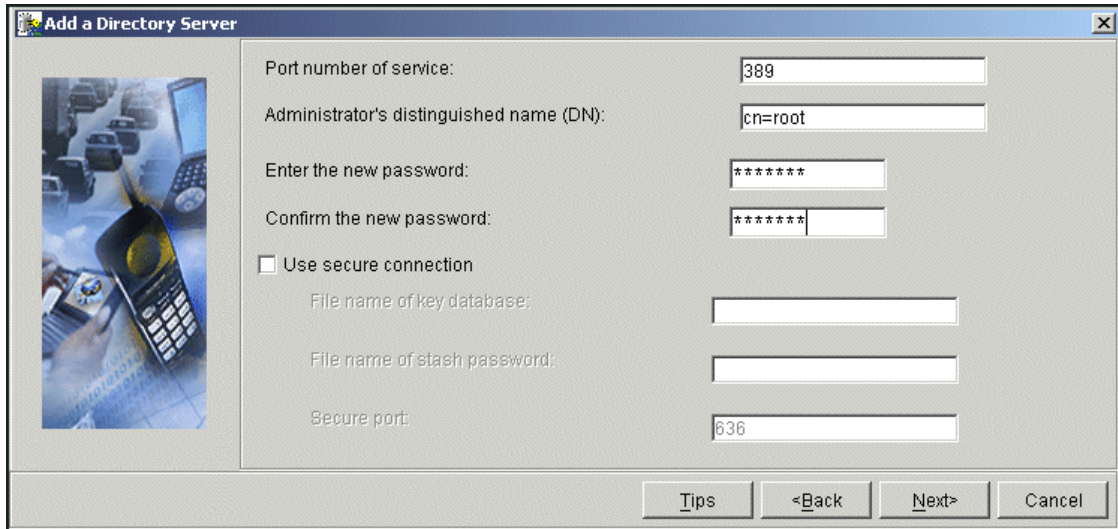 Add a Directory Server
Port number of service: 389
Administrator's distinguished name (DN): cn=root
Enter the new password: *******
Confirm the new password: *******
Use secure connection
File name of key database:
File name of stash password:
Secure port: 636
Tips <Back Next> Cancel